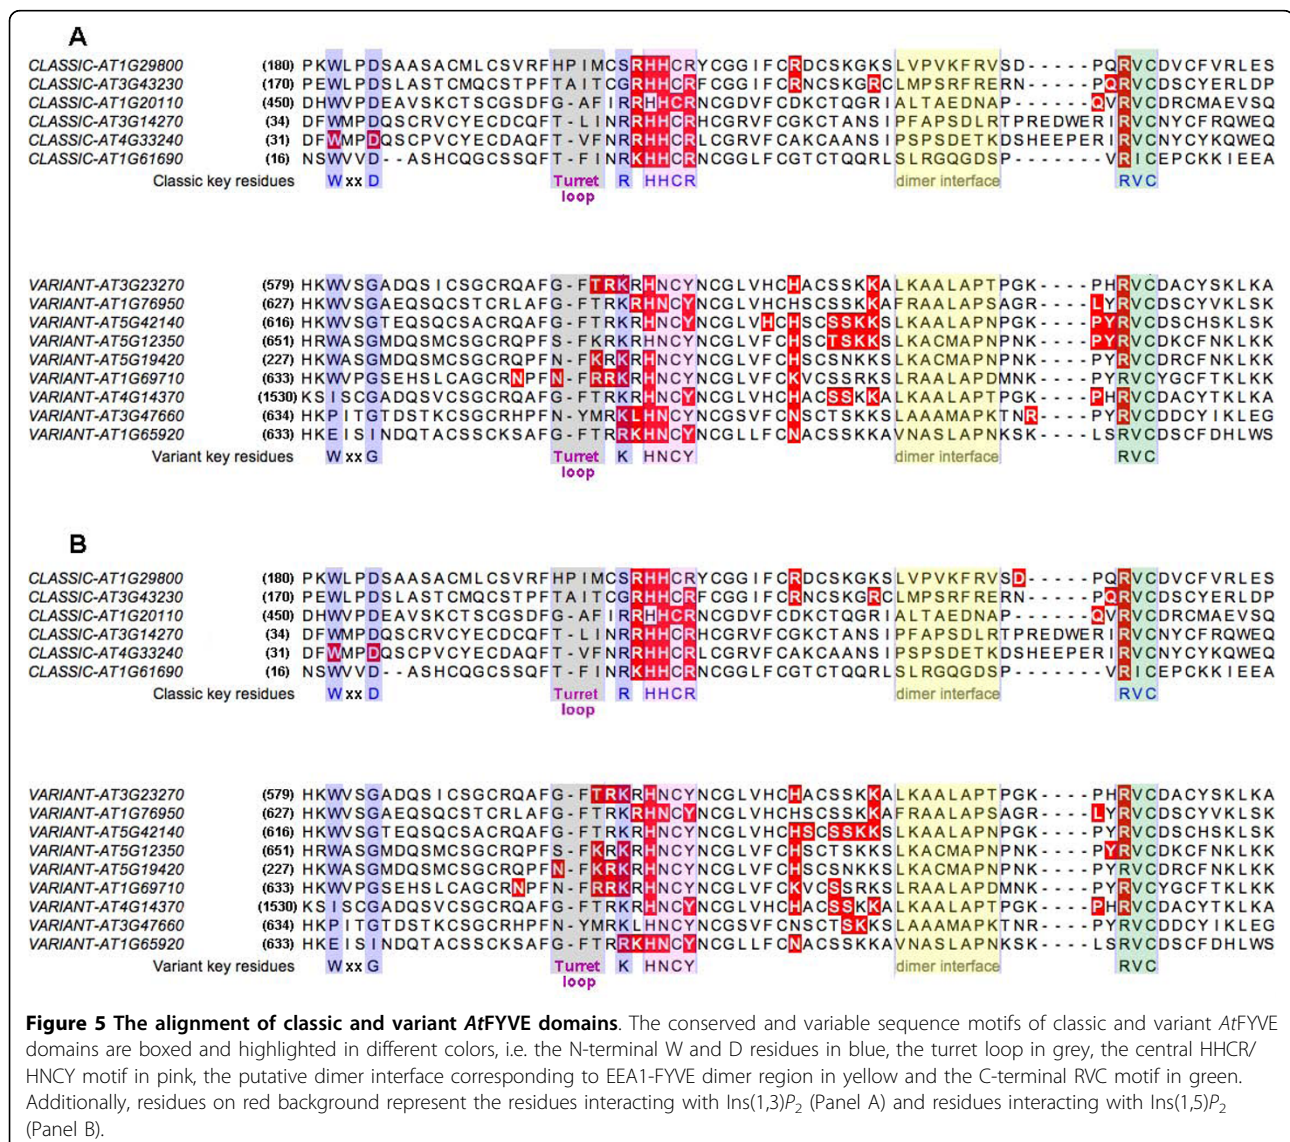 A
CLASSIC-AT1G29800 (180) PKWLPDSAASACMLCSVRFHPIMCSRHHCRYCGGIFCRDCSKGKSLVPVKFRVSD-----PQRVCDVCFVRLES
CLASSIC-AT3G43230 (170) PEWLPDSLASTCMQCSTPFTAITCGRHHCRFCGGIFCRNCSKGRCLMPSRFRERN-----PQRVCDSCYERLDP
CLASSIC-AT1G20110 (450) DHWVPDEAVSKCTSCGSDFG-AFIRRHHCRNCGDVFCDKCTQGRIALTAEDNAP------QVRVCDRCMAEVSQ
CLASSIC-AT3G14270 (34) DFWMPDQSCRVCYECDCQFT-LINRRHHCRHCGRVFCGKCTANSIPFAPSDLRTPREDWERIRVCNYCFRQWEQ
CLASSIC-AT4G33240 (31) DFWMPDQSCPVCYECDAQFT-VFNRRHHCRLCGRVFCAKCTANSIPSPSDETKDSHEEPERIRVCNYCYKQWEQ
CLASSIC-AT1G61690 (16) NSWVVD--ASHCQGCSSQFT-FINRKHHCRNCGGLFCGTCTQQRLSLRGQGDSP-------VRICEPCKKIEEA
Classic key residues W xx D Turret R HHCR dimer interface RVC
loop
VARIANT-AT3G23270 (579) HKWVSGADQSICSGCRQAFG-FTRKRHNCYNCGLVHCHACSSKKALKAALAPTPGK----PHRVCDACYSKLKA
VARIANT-AT1G76950 (627) HKWVSGAEQSQCSTCRLAFG-FTRKRHNCYNCGLVHCHSCSSKKAFRAALAPSAGR----LYRVCDSCYVKLSK
VARIANT-AT5G42140 (616) HKWVSGTEQSQCSACRQAFG-FTRKRHNCYNCGLVHCHSCSSKKSLKAALAPNPGK----PYRVCDSCHSKLSK
VARIANT-AT5G12350 (651) HRWASGMDQSMCSGCRQPFS-FKRKRHNCYNCGLVFCHSCTSKKSLKACMAPNPNK----PYRVCDKCFNKLKK
VARIANT-AT5G19420 (227) HKWASGMDQSMCSGCRQPFN-FKRKRHNCYNCGLVFCHSCSNKKSLKACMAPNPNK----PYRVCDRCFNKLKK
VARIANT-AT1G69710 (633) HKWVPGSEHSLCAGCRNPFN-FRRKRHNCYNCGLVFCKVCSSRKSLRAALAPDMNK----PYRVCYGCFTKLKK
VARIANT-AT4G14370 (1530) KSISCGADQSVCSGCRQAFG-FTRKRHNCYNCGLVHCHACSSKKALKAALAPTPGK----PHRVCDACYTKLKA
VARIANT-AT3G47660 (634) HKPITGTDSTKCSGCRHPFN-YMRKLHNCYNCGSVFCNSCTSKKSLAAAMAPKTNR----PYRVCDDCYIKLEG
VARIANT-AT1G65920 (633) HKEISINDQTACSSCKSAFG-FTRRKHNCYNCGLLFCNACSSKKAVNASLAPNKSK----LSRVCDSCFDHLWS
Variant key residues W xx G Turret K HNCY dimer interface RVC
loop
B
CLASSIC-AT1G29800 (180) PKWLPDSAASACMLCSVRFHPIMCSRHHCRYCGGIFCRDCSKGKSLVPVKFRVSD-----PQRVCDVCFVRLES
CLASSIC-AT3G43230 (170) PEWLPDSLASTCMQCSTPFTAITCGRHHCRFCGGIFCRNCSKGRCLMPSRFRERN-----PQRVCDSCYERLDP
CLASSIC-AT1G20110 (450) DHWVPDEAVSKCTSCGSDFG-AFIRRHHCRNCGDVFCDKCTQGRIALTAEDNAP------QVRVCDRCMAEVSQ
CLASSIC-AT3G14270 (34) DFWMPDQSCRVCYECDCQFT-LINRRHHCRHCGRVFCGKCTANSIPFAPSDLRTPREDWERIRVCNYCFRQWEQ
CLASSIC-AT4G33240 (31) DFWMPDQSCPVCYECDAQFT-VFNRRHHCRLCGRVFCAKCTANSIPSPSDETKDSHEEPERIRVCNYCYKQWEQ
CLASSIC-AT1G61690 (16) NSWVVD--ASHCQGCSSQFT-FINRKHHCRNCGGLFCGTCTQQRLSLRGQGDSP-------VRICEPCKKIEEA
Classic key residues W xx D Turret R HHCR dimer interface RVC
loop
VARIANT-AT3G23270 (579) HKWVSGADQSICSGCRQAFG-FTRKRHNCYNCGLVHCHACSSKKALKAALAPTPGK----PHRVCDACYSKLKA
VARIANT-AT1G76950 (627) HKWVSGAEQSQCSTCRLAFG-FTRKRHNCYNCGLVHCHSCSSKKAFRAALAPSAGR----LYRVCDSCYVKLSK
VARIANT-AT5G42140 (616) HKWVSGTEQSQCSACRQAFG-FTRKRHNCYNCGLVHCHSCSSKKSLKAALAPNPGK----PYRVCDSCHSKLSK
VARIANT-AT5G12350 (651) HRWASGMDQSMCSGCRQPFS-FKRKRHNCYNCGLVFCHSCTSKKSLKACMAPNPNK----PYRVCDKCFNKLKK
VARIANT-AT5G19420 (227) HKWASGMDQSMCSGCRQPFN-FKRKRHNCYNCGLVFCHSCSNKKSLKACMAPNPNK----PYRVCDRCFNKLKK
VARIANT-AT1G69710 (633) HKWVPGSEHSLCAGCRNPFN-FRRKRHNCYNCGLVFCKVCSSRKSLRAALAPDMNK----PYRVCYGCFTKLKK
VARIANT-AT4G14370 (1530) KSISCGADQSVCSGCRQAFG-FTRKRHNCYNCGLVHCHACSSKKALKAALAPTPGK----PHRVCDACYTKLKA
VARIANT-AT3G47660 (634) HKPITGTDSTKCSGCRHPFN-YMRKLHNCYNCGSVFCNSCTSKKSLAAAMAPKTNR----PYRVCDDCYIKLEG
VARIANT-AT1G65920 (633) HKEISINDQTACSSCKSAFG-FTRRKHNCYNCGLLFCNACSSKKAVNASLAPNKSK----LSRVCDSCFDHLWS
Variant key residues W xx G Turret K HNCY dimer interface RVC
loop
Figure 5 The alignment of classic and variant AtFYVE domains. The conserved and variable sequence motifs of classic and variant AtFYVE
domains are boxed and highlighted in different colors, i.e. the N-terminal W and D residues in blue, the turret loop in grey, the central HHCR/
HNCY motif in pink, the putative dimer interface corresponding to EEA1-FYVE dimer region in yellow and the C-terminal RVC motif in green.
Additionally, residues on red background represent the residues interacting with Ins(1,3)P₂ (Panel A) and residues interacting with Ins(1,5)P₂
(Panel B).